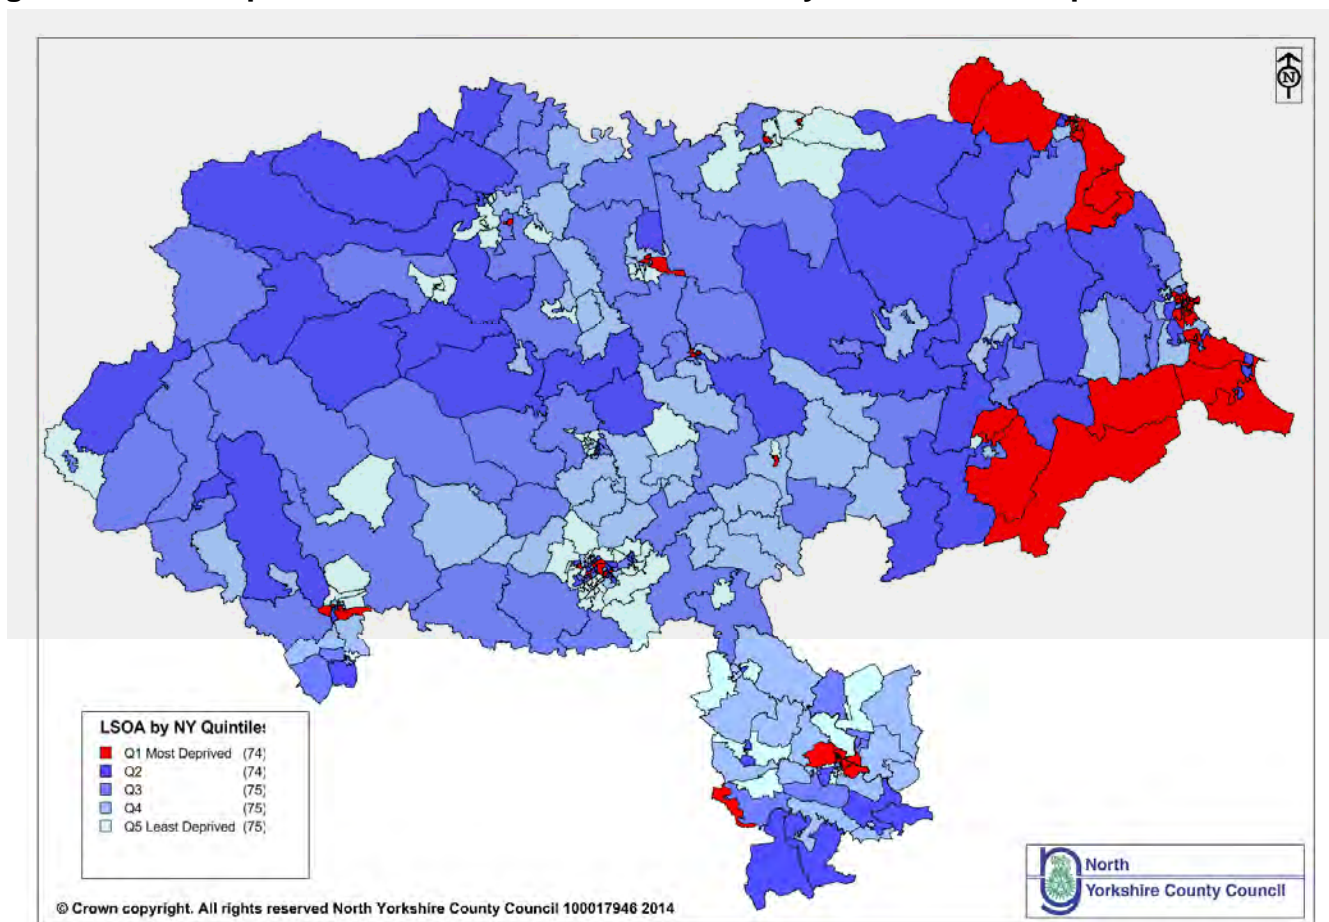 N
LSOA by NY Quintiles
Q1 Most Deprived (74)
Q2 (74)
Q3 (75)
Q4 (75)
Q5 Least Deprived (75)
North
Yorkshire County Council
© Crown copyright. All rights reserved North Yorkshire County Council 100017946 2014